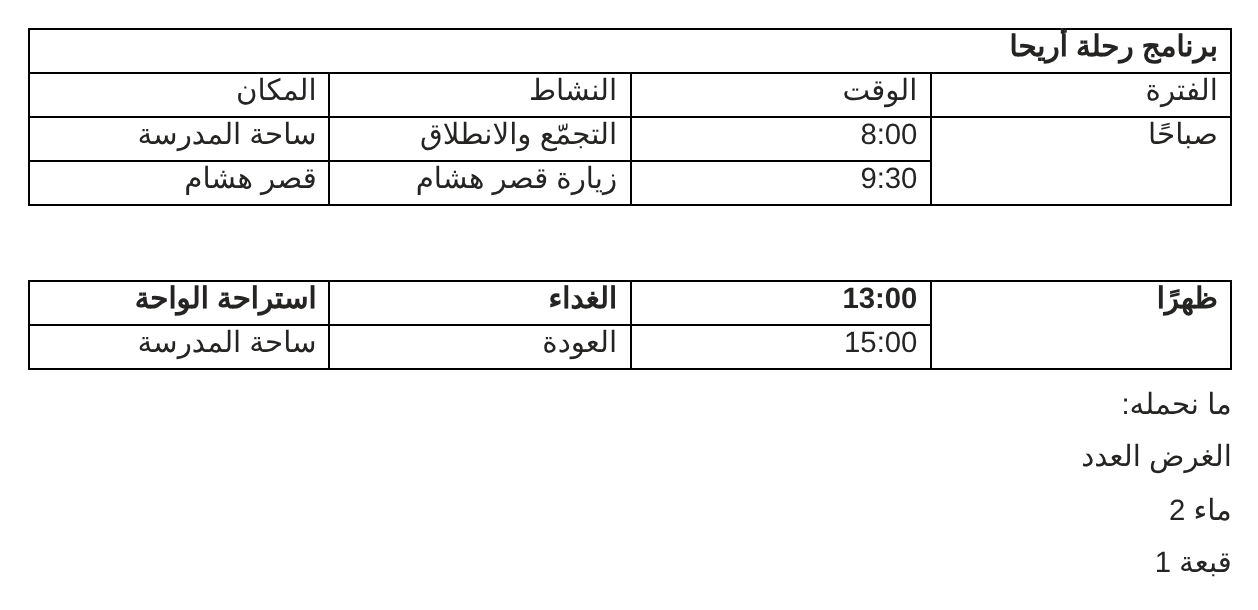 برنامج رحلة أريحا
الفترة الوقت النشاط المكان
صباحًا 8:00 التجمّع والانطلاق ساحة المدرسة
9:30 زيارة قصر هشام قصر هشام
ظهرًا 13:00 الغداء استراحة الواحة
15:00 العودة ساحة المدرسة
ما نحمله:
الغرض العدد
ماء 2
قبعة 1